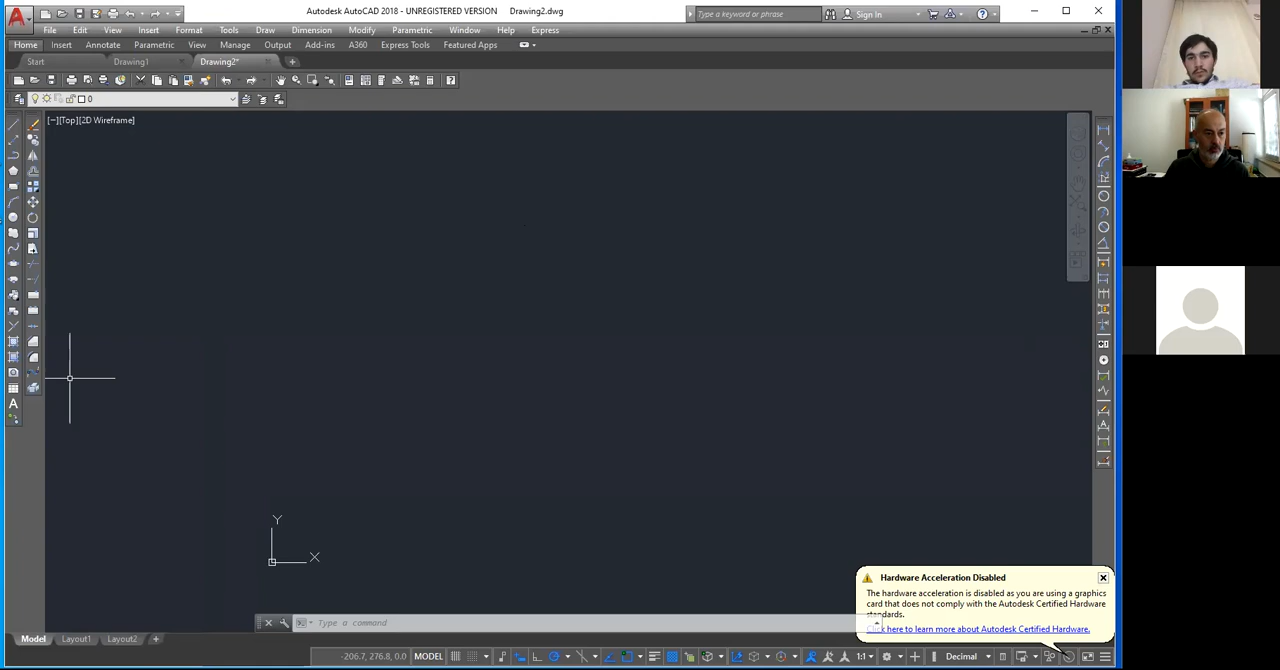 Autodesk AutoCAD 2018 - UNREGISTERED VERSION Drawing2.dwg
Type a keyword or phrase
Sign In
File Edit View Insert Format Tools Draw Dimension Modify Parametric Window Help Express
Home Insert Annotate Parametric View Manage Output Add-ins A360 Express Tools Featured Apps
Start Drawing1 Drawing2*
0
[−][Top][2D Wireframe]
Y
X
Hardware Acceleration Disabled
The hardware acceleration is disabled as you are using a graphics
card that does not comply with the Autodesk Certified Hardware
standards.
Click here to learn more about Autodesk Certified Hardware.
Type a command
Model Layout1 Layout2 +
-206.7, 276.8, 0.0 MODEL 1:1 Decimal